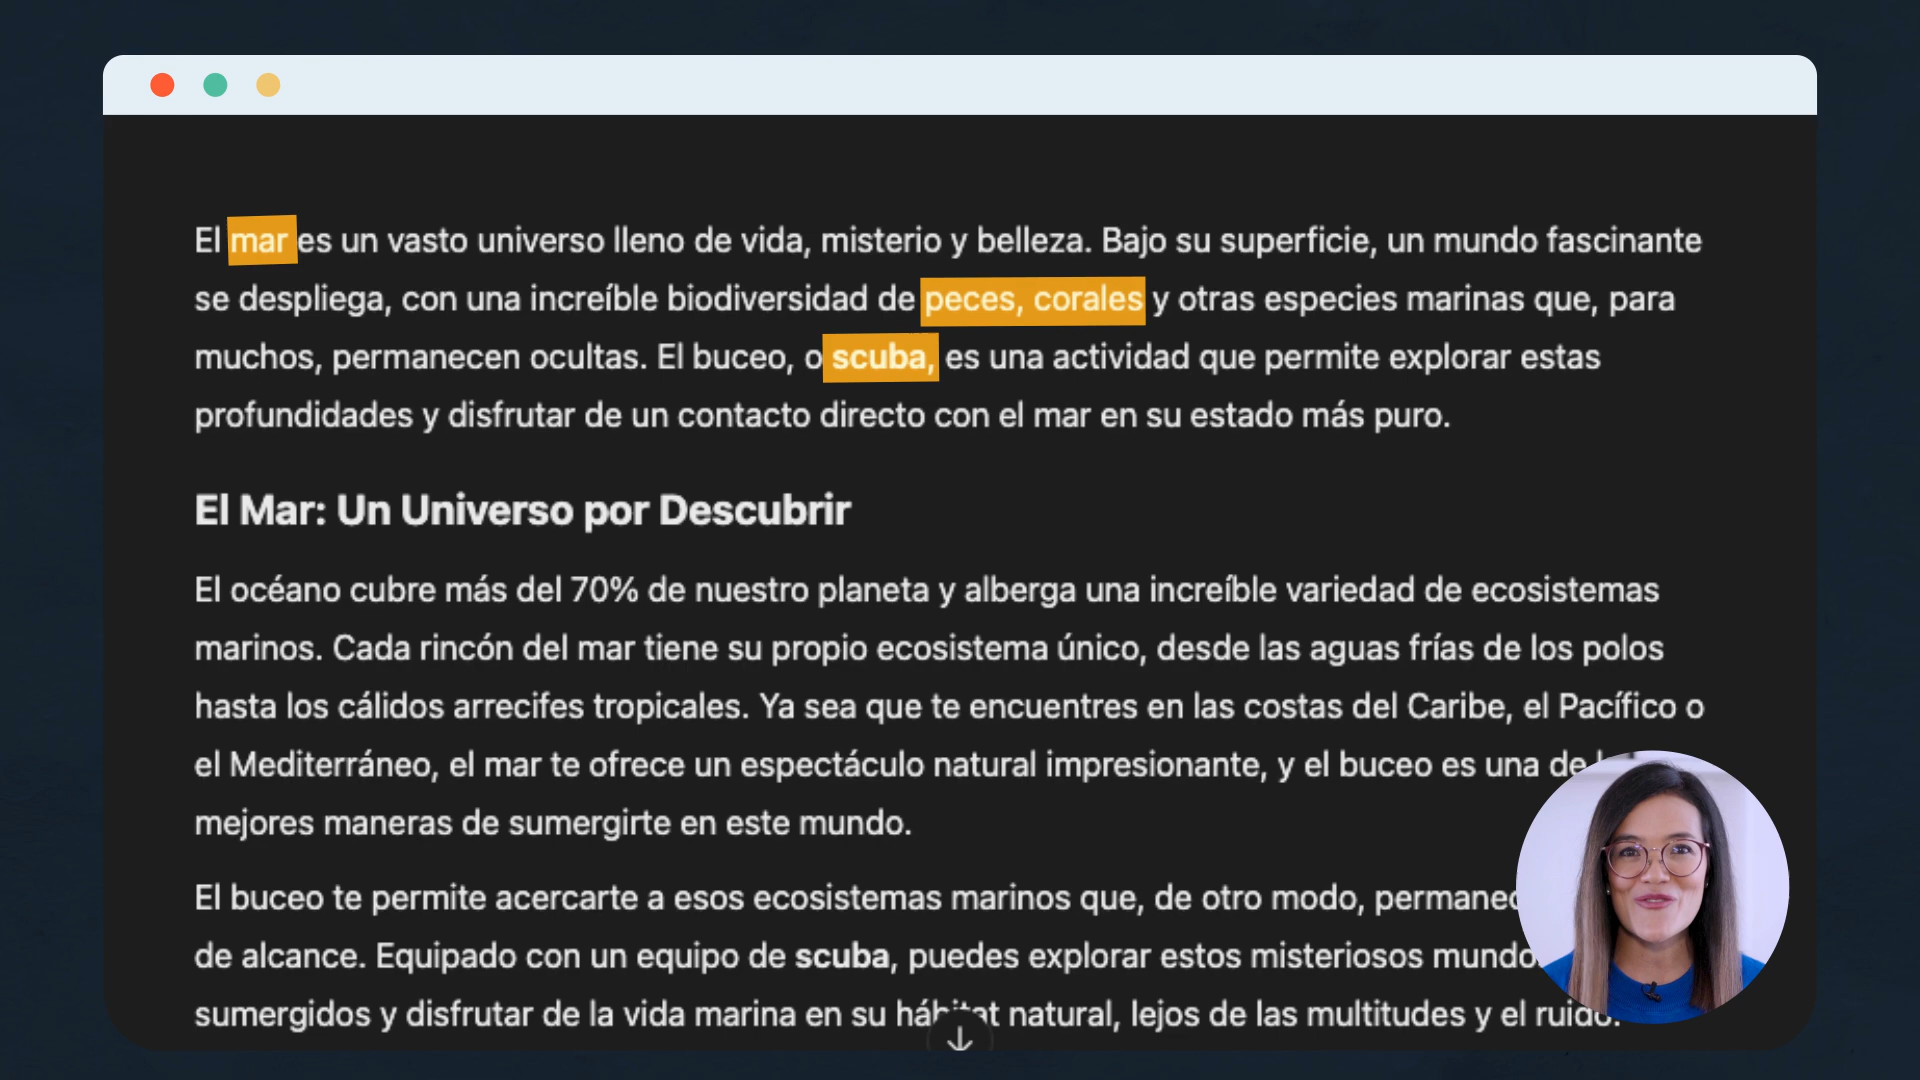 El mar es un vasto universo lleno de vida, misterio y belleza. Bajo su superficie, un mundo fascinante
se despliega, con una increíble biodiversidad de peces, corales y otras especies marinas que, para
muchos, permanecen ocultas. El buceo, o scuba, es una actividad que permite explorar estas
profundidades y disfrutar de un contacto directo con el mar en su estado más puro.
El Mar: Un Universo por Descubrir
El océano cubre más del 70% de nuestro planeta y alberga una increíble variedad de ecosistemas
marinos. Cada rincón del mar tiene su propio ecosistema único, desde las aguas frías de los polos
hasta los cálidos arrecifes tropicales. Ya sea que te encuentres en las costas del Caribe, el Pacífico o
el Mediterráneo, el mar te ofrece un espectáculo natural impresionante, y el buceo es una de
mejores maneras de sumergirte en este mundo.
El buceo te permite acercarte a esos ecosistemas marinos que, de otro modo,
de alcance. Equipado con un equipo de scuba, puedes explorar estos misteriosos
sumergidos y disfrutar de la vida marina en su hábitat natural, lejos de las multitudes y el ruido.